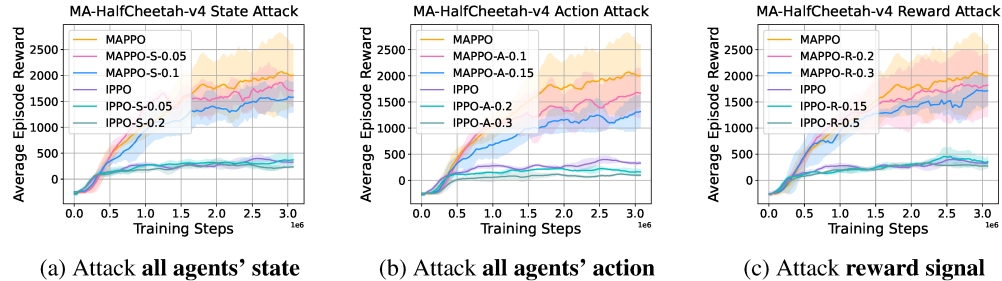 MA-HalfCheetah-v4 State Attack
Average Episode Reward
2500
2000
1500
1000
500
0
MAPPO
MAPPO-S-0.05
MAPPO-S-0.1
IPPO
IPPO-S-0.05
IPPO-S-0.2
0.0 0.5 1.0 1.5 2.0 2.5 3.0
1e6
Training Steps
(a) Attack all agents' state
MA-HalfCheetah-v4 Action Attack
Average Episode Reward
2500
2000
1500
1000
500
0
MAPPO
MAPPO-A-0.1
MAPPO-A-0.15
IPPO
IPPO-A-0.2
IPPO-A-0.3
0.0 0.5 1.0 1.5 2.0 2.5 3.0
1e6
Training Steps
(b) Attack all agents' action
MA-HalfCheetah-v4 Reward Attack
Average Episode Reward
2500
2000
1500
1000
500
0
MAPPO
MAPPO-R-0.2
MAPPO-R-0.3
IPPO
IPPO-R-0.15
IPPO-R-0.5
0.0 0.5 1.0 1.5 2.0 2.5 3.0
1e6
Training Steps
(c) Attack reward signal